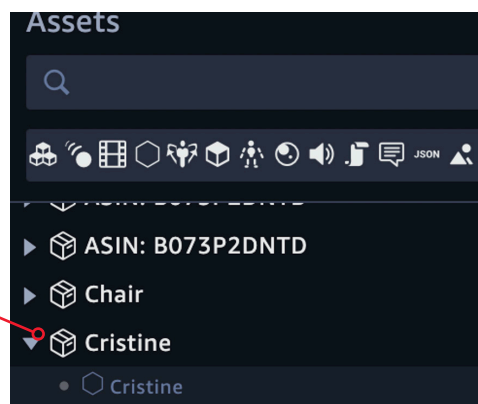 Assets
JSON
ASIN: B073P2DNTD
Chair
Cristine
Cristine